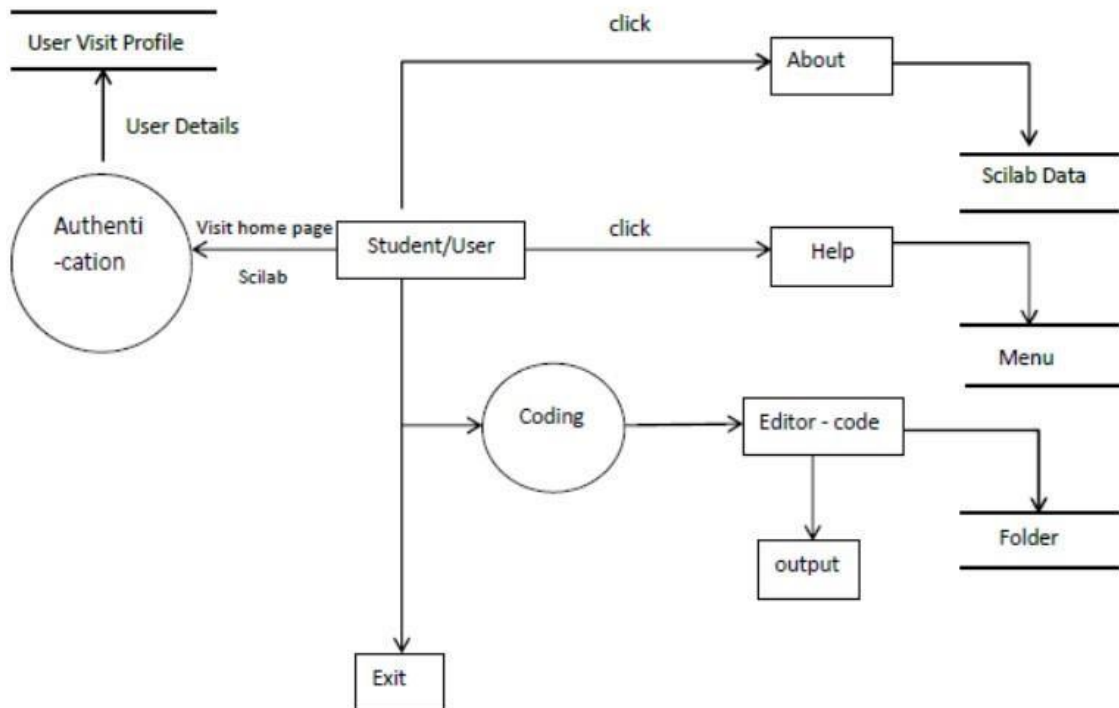 click
User Visit Profile
About
User Details
Scilab Data
Authenti
-cation
Visit home page
Scilab
Student/User
click
Help
Menu
Coding
Editor - code
Folder
output
Exit